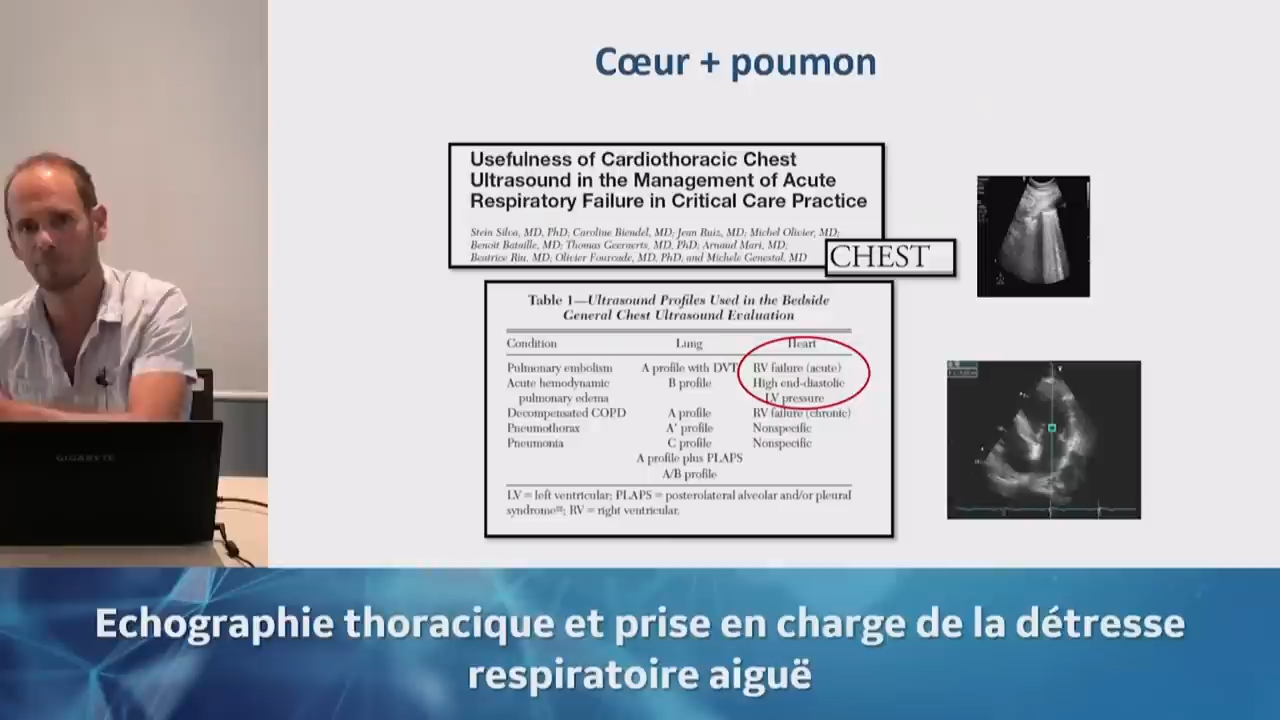 Cœur + poumon
Usefulness of Cardiothoracic Chest
Ultrasound in the Management of Acute
Respiratory Failure in Critical Care Practice
Stein Silva, MD, PhD; Caroline Biendel, MD; Jean Ruiz, MD; Michel Olivier, MD;
Benoit Bataille, MD; Thomas Geeraerts, MD, PhD; Arnaud Mari, MD;
Beatrice Riu, MD; Olivier Fourcade, MD, PhD; and Michele Genestal, MD
CHEST
Table 1—Ultrasound Profiles Used in the Bedside
General Chest Ultrasound Evaluation
Condition Lung Heart
Pulmonary embolism A profile with DVT RV failure (acute)
Acute hemodynamic B profile High end-diastolic
pulmonary edema LV pressure
Decompensated COPD A profile RV failure (chronic)
Pneumothorax A' profile Nonspecific
Pneumonia C profile Nonspecific
A profile plus PLAPS
A/B profile
LV = left ventricular; PLAPS = posterolateral alveolar and/or pleural
syndrome; RV = right ventricular.
GIGABYTE
Echographie thoracique et prise en charge de la détresse
respiratoire aiguë